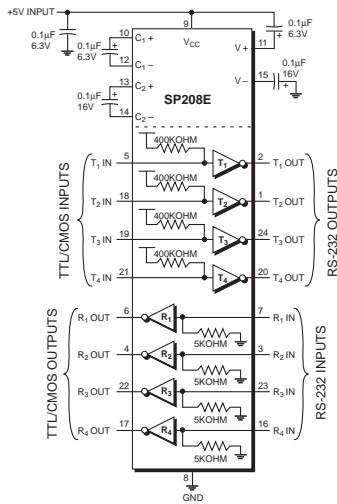 +5V INPUT
9
0.1µF
6.3V
10
C1 +
VCC
0.1µF
6.3V
V +
11
0.1µF
6.3V
12
C1 –
13
C2 +
V –
15
0.1µF
16V
0.1µF
16V
14
C2 –
SP208E
400KOHM
T1 IN
5
T1
2
T1 OUT
400KOHM
T2 IN
18
T2
1
T2 OUT
400KOHM
T3 IN
19
T3
24
T3 OUT
400KOHM
T4 IN
21
T4
20
T4 OUT
TTL/CMOS INPUTS
RS-232 OUTPUTS
R1 OUT
6
R1
7
R1 IN
5KOHM
R2 OUT
4
R2
3
R2 IN
5KOHM
R3 OUT
22
R3
23
R3 IN
5KOHM
R4 OUT
17
R4
16
R4 IN
5KOHM
TTL/CMOS OUTPUTS
RS-232 INPUTS
8
GND